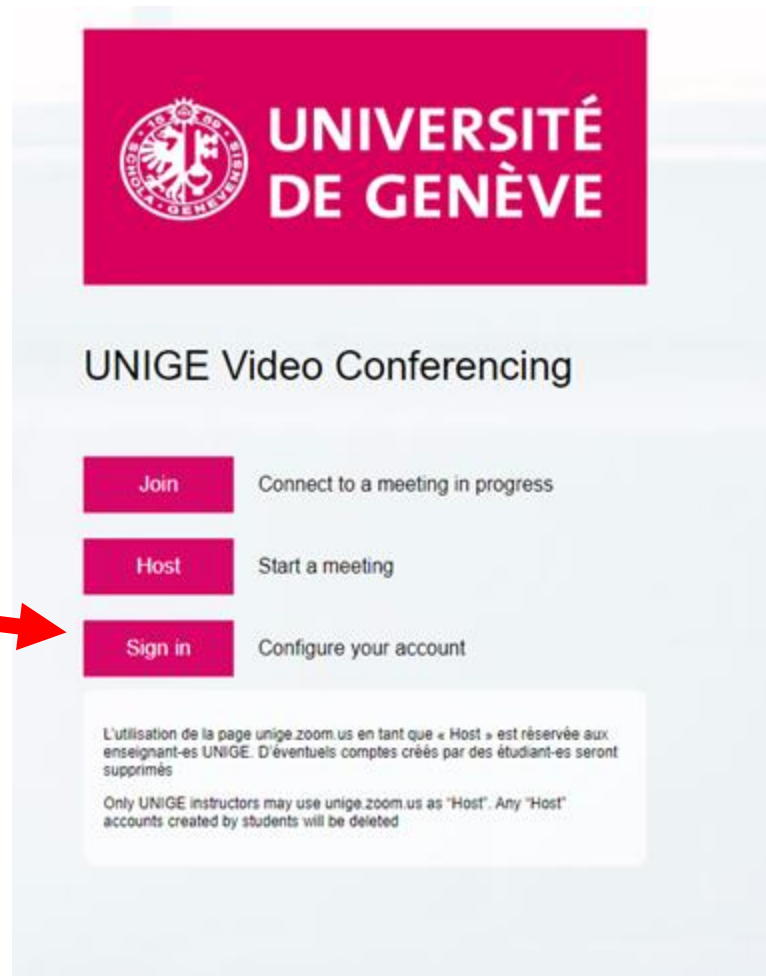 UNIVERSITÉ
DE GENÈVE
SCHOLA GENEVENSIS 1559
UNIGE Video Conferencing
Join Connect to a meeting in progress
Host Start a meeting
Sign in Configure your account
L'utilisation de la page unige.zoom.us en tant que « Host » est réservée aux
enseignant-es UNIGE. D'éventuels comptes créés par des étudiant-es seront
supprimés
Only UNIGE instructors may use unige.zoom.us as "Host". Any "Host"
accounts created by students will be deleted